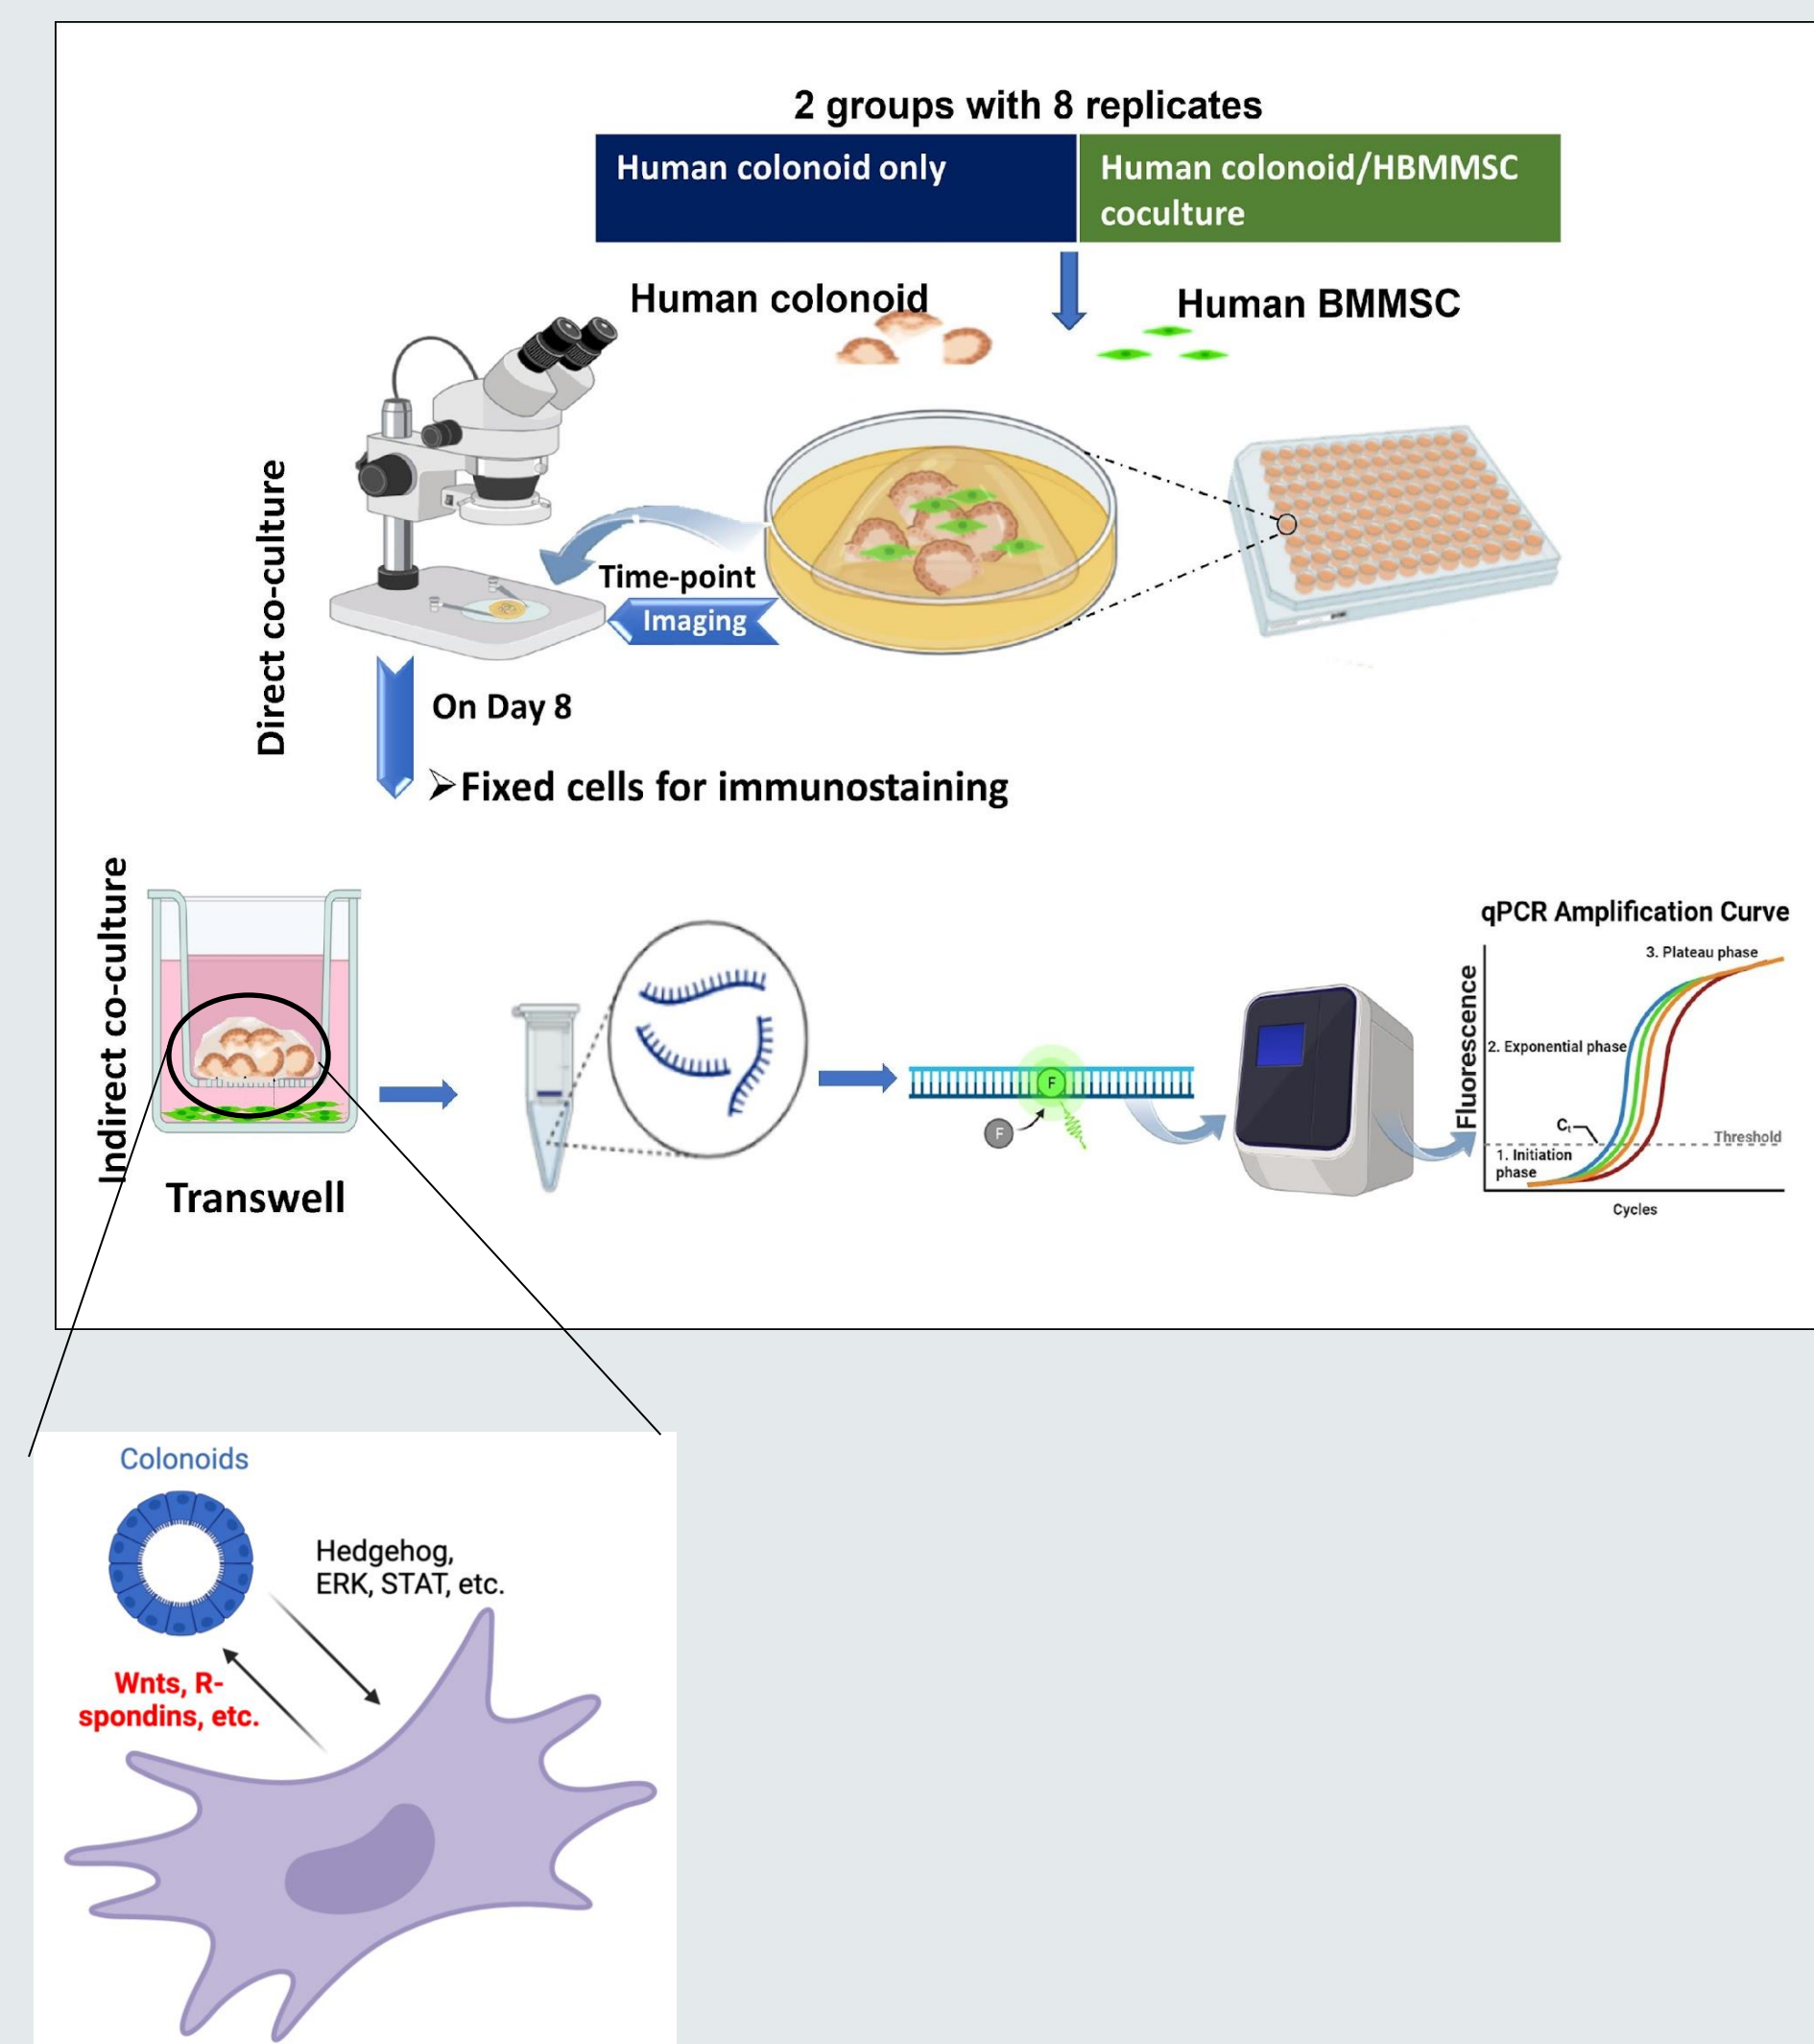 2 groups with 8 replicates
Human colonoid only
Human colonoid/HBMMSC
coculture
Human colonoid
Human BMMSC
Direct co-culture
Time-point
Imaging
On Day 8
➢Fixed cells for immunostaining
Indirect co-culture
Transwell
F
F
qPCR Amplification Curve
Fluorescence
3. Plateau phase
2. Exponential phase
Ct
Threshold
1. Initiation
phase
Cycles
Colonoids
Hedgehog,
ERK, STAT, etc.
Wnts, R-
spondins, etc.